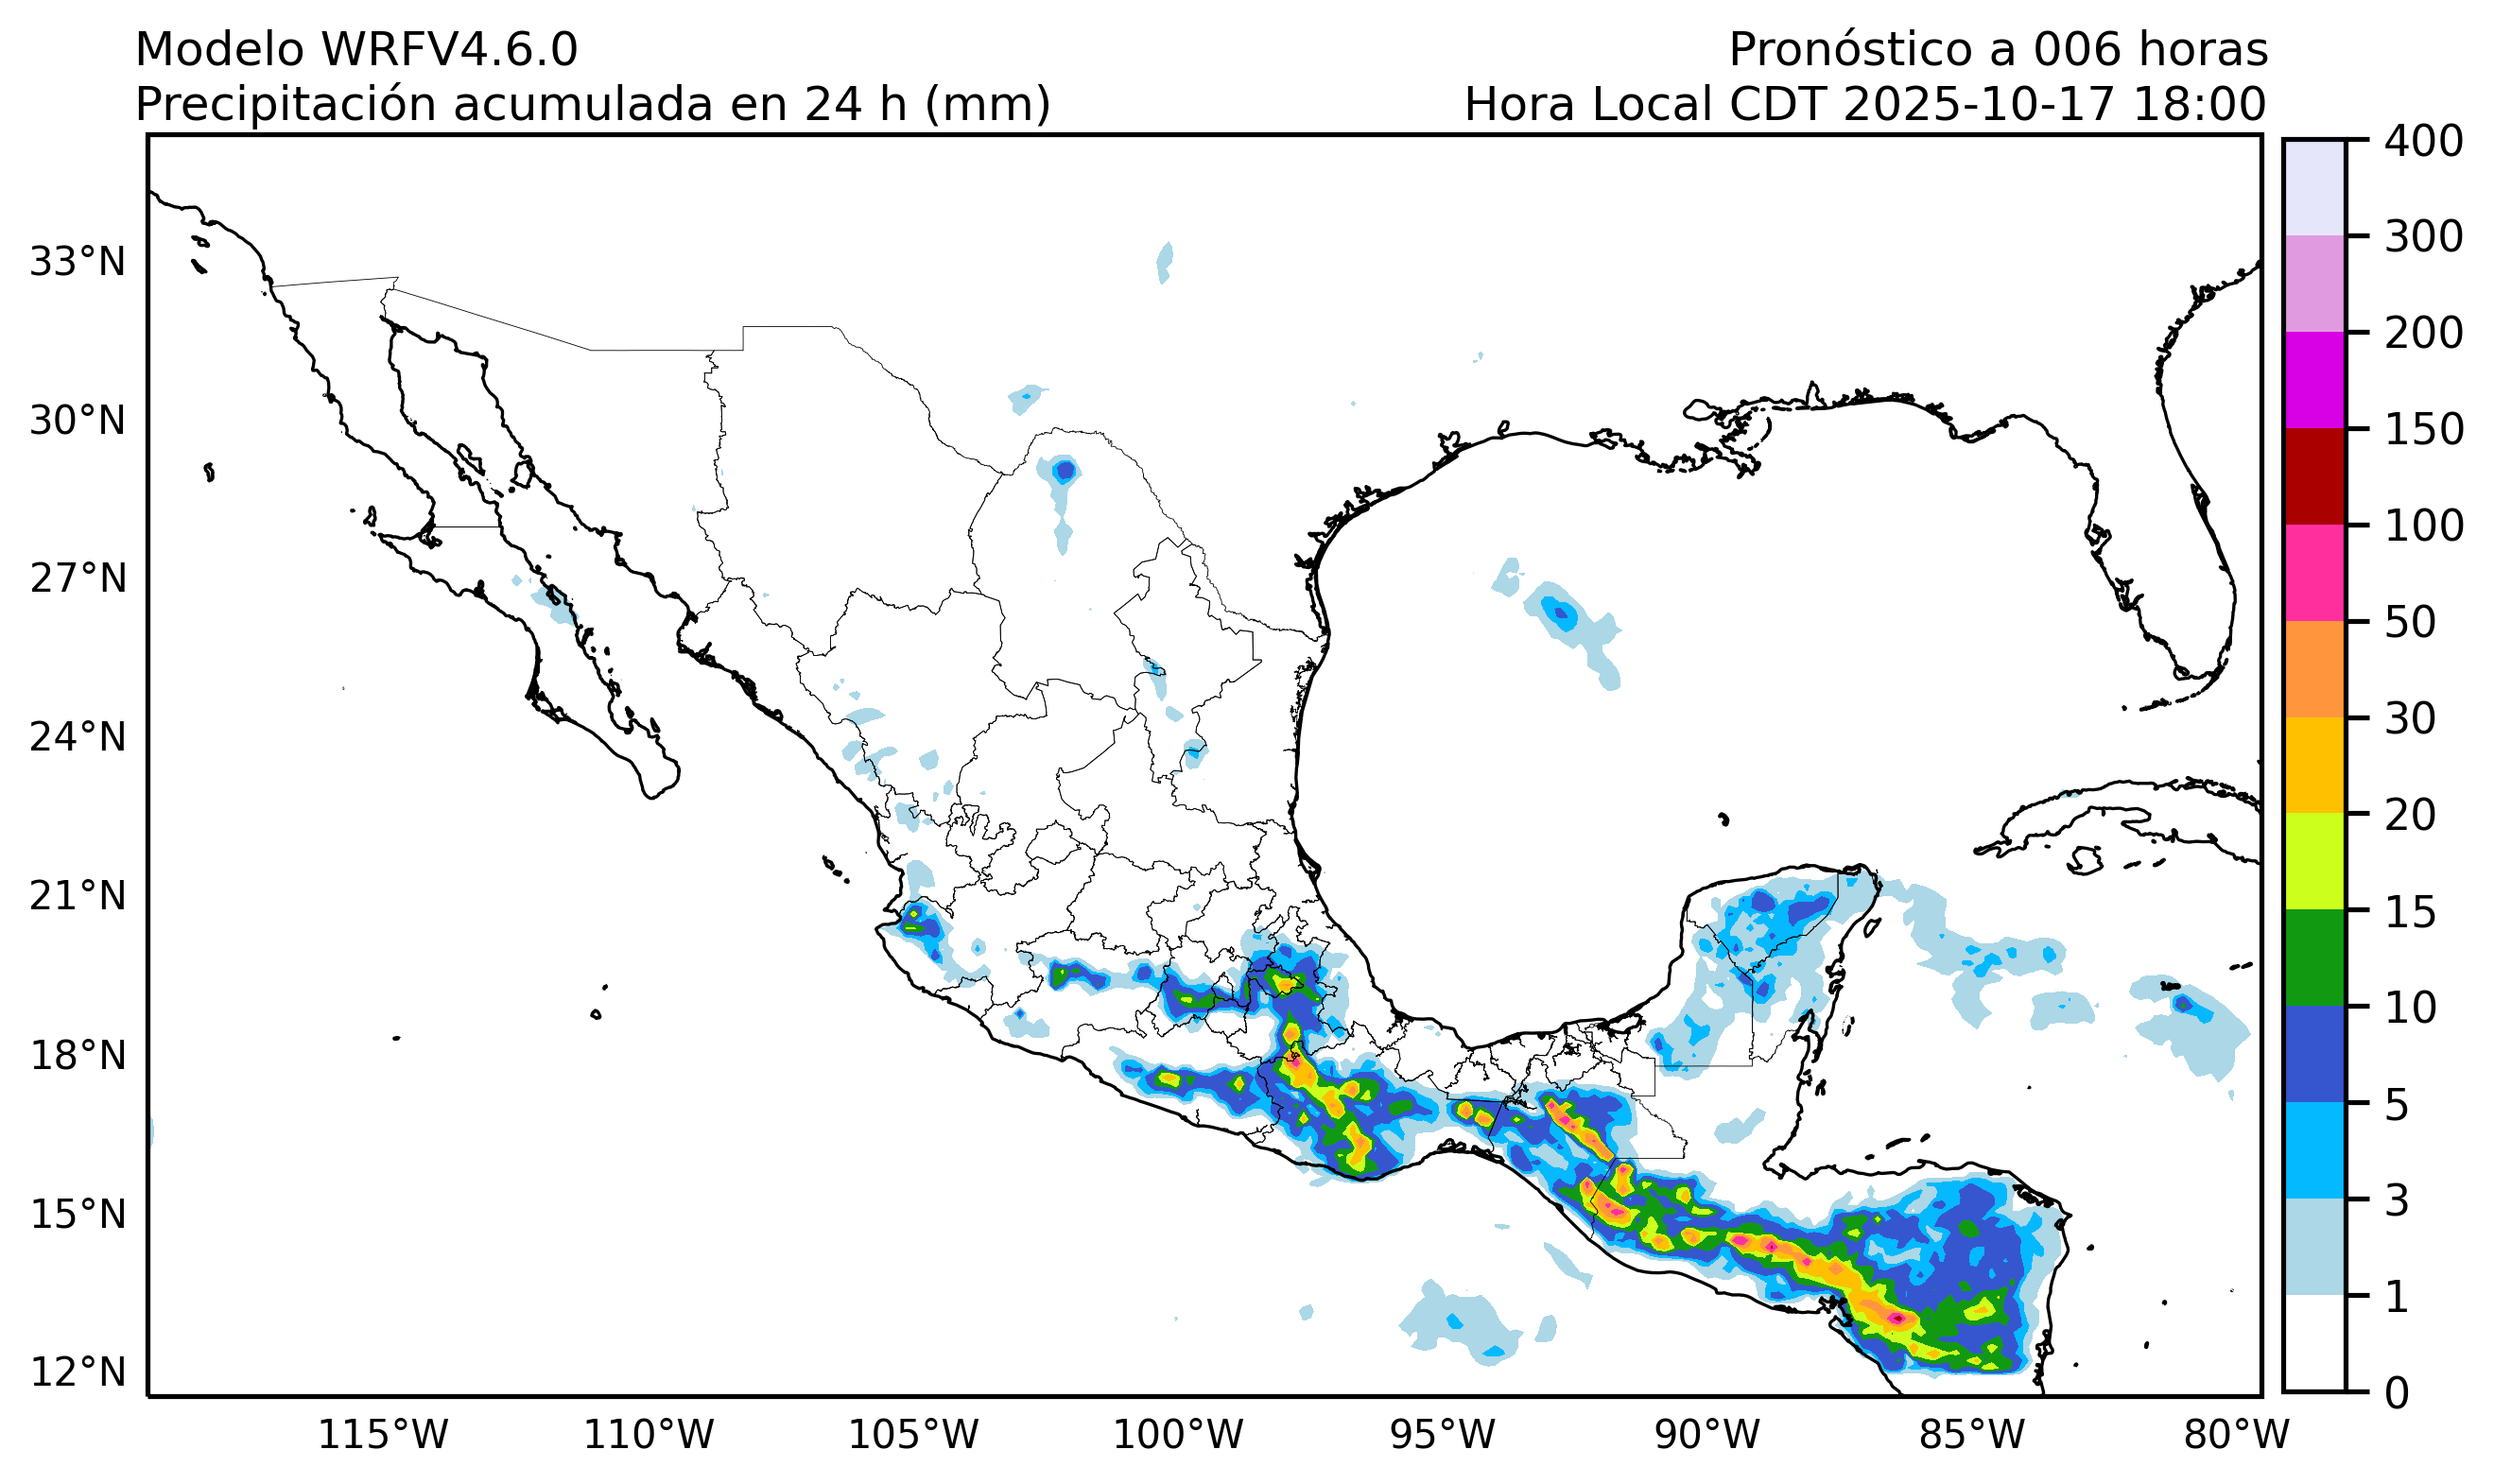 Modelo WRFV4.6.0
Pronóstico a 006 horas
Precipitación acumulada en 24 h (mm)
Hora Local CDT 2025-10-17 18:00
33°N
30°N
27°N
24°N
21°N
18°N
15°N
12°N
115°W
110°W
105°W
100°W
95°W
90°W
85°W
80°W
400
300
200
150
100
50
30
20
15
10
5
3
1
0